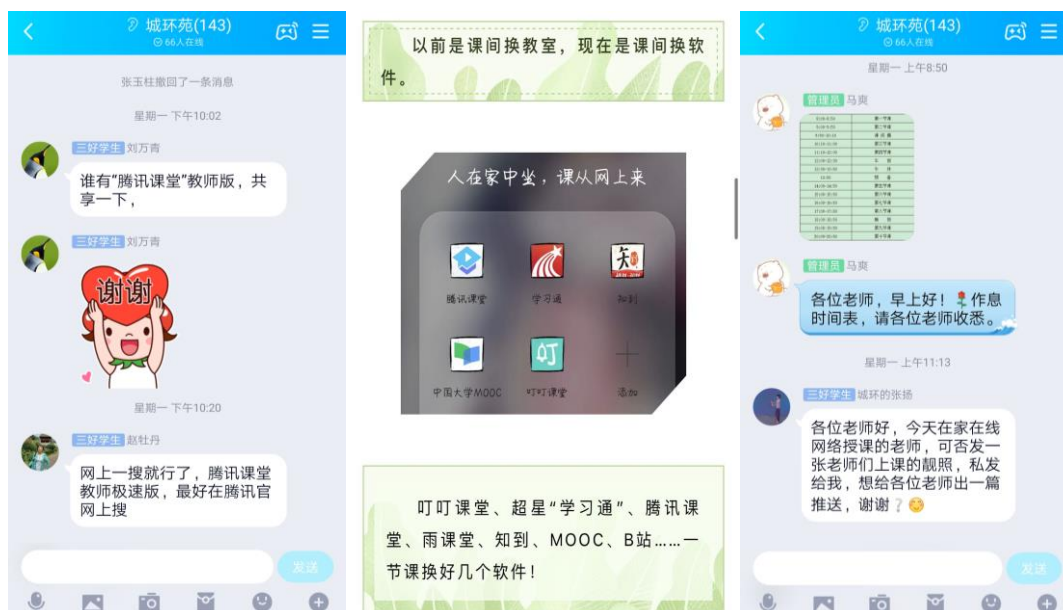 城环苑(143)
66人在线
张玉柱撤回了一条消息
星期一 下午10:02
三好学生 刘万青
谁有“腾讯课堂”教师版，共
享一下，
三好学生 刘万青
谢谢
星期一 下午10:20
三好学生 赵牡丹
网上一搜就行了，腾讯课堂
教师极速版，最好在腾讯官
网上搜
发送
以前是课间换教室，现在是课间换软
件。
人在家中坐，课从网上来
腾讯课堂
学习通
知到
中国大学MOOC
叮叮课堂
添加
叮叮课堂、超星“学习通”、腾讯课
堂、雨课堂、知到、MOOC、B站……一
节课换好几个软件！
城环苑(143)
66人在线
星期一 上午8:50
管理员 马爽
管理员 马爽
各位老师，早上好！🌹作息
时间表，请各位老师收悉。
星期一 上午11:13
三好学生 城环的张扬
各位老师好，今天在家在线
网络授课的老师，可否发一
张老师们上课的靓照，私发
给我，想给各位老师出一篇
推送，谢谢❔😊
发送